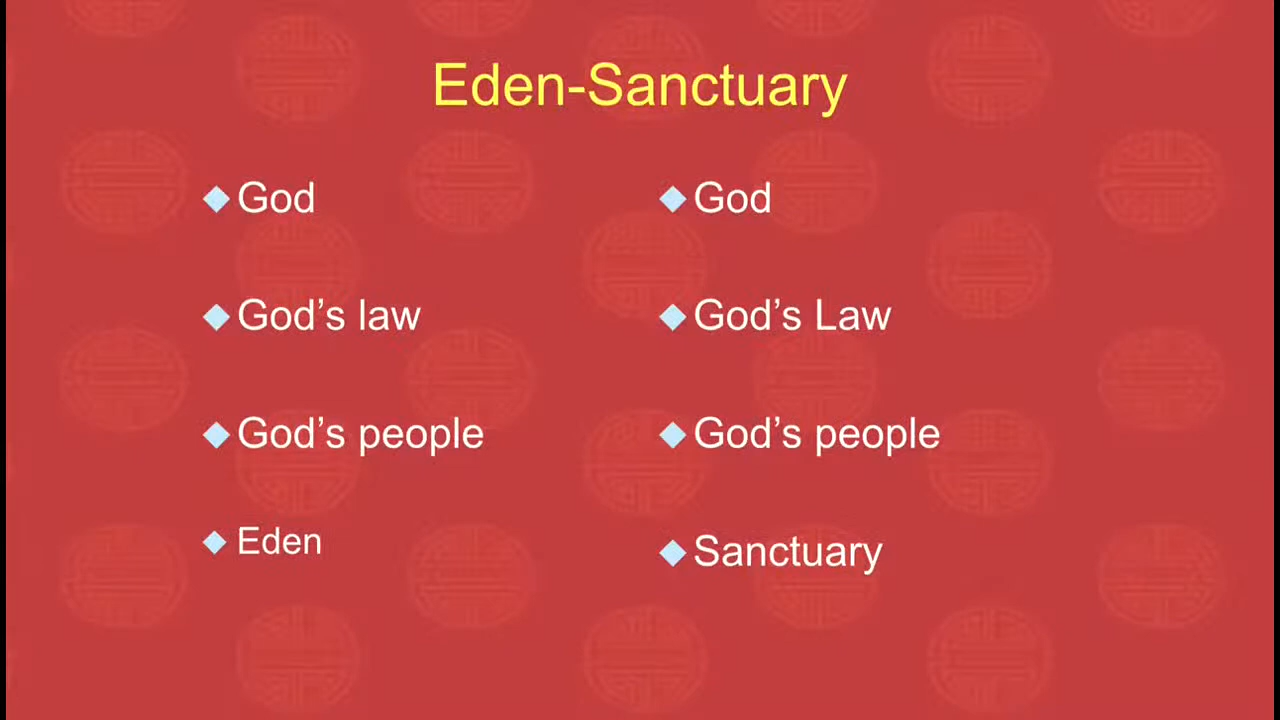 Eden-Sanctuary
God
God’s law
God’s people
Eden
God
God’s Law
God’s people
Sanctuary